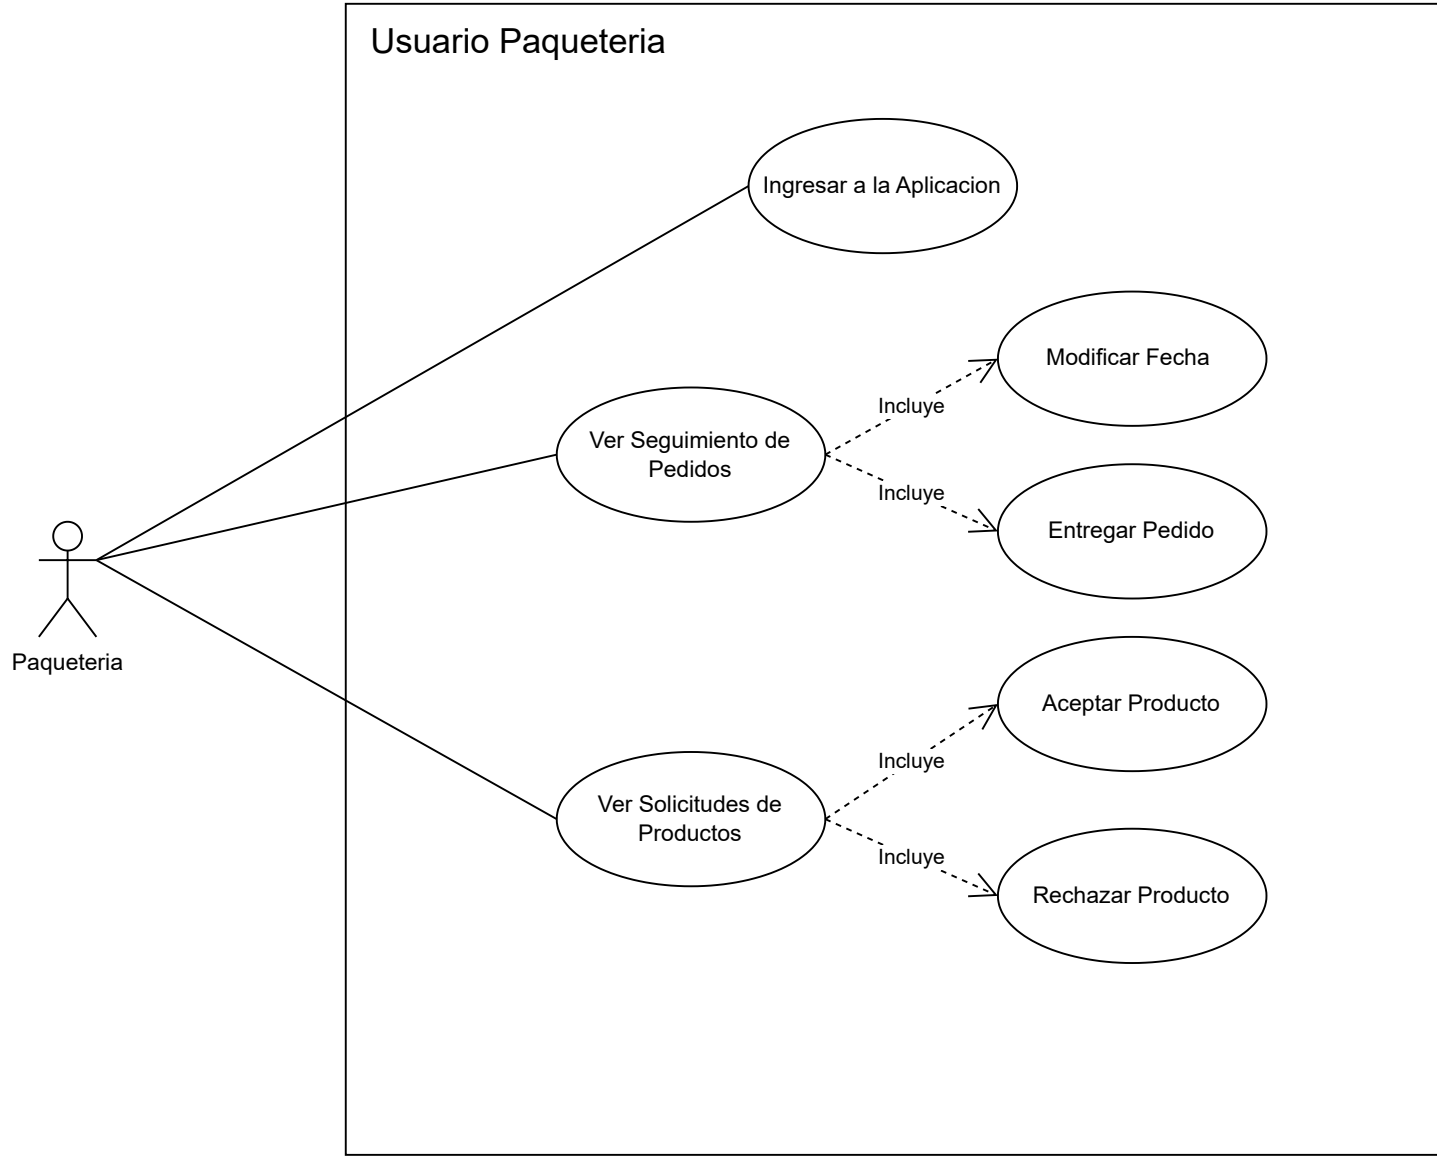 Usuario Paqueteria
Ingresar a la Aplicacion
Modificar Fecha
Incluye
Ver Seguimiento de
Pedidos
Incluye
Entregar Pedido
Paqueteria
Aceptar Producto
Incluye
Ver Solicitudes de
Productos
Incluye
Rechazar Producto